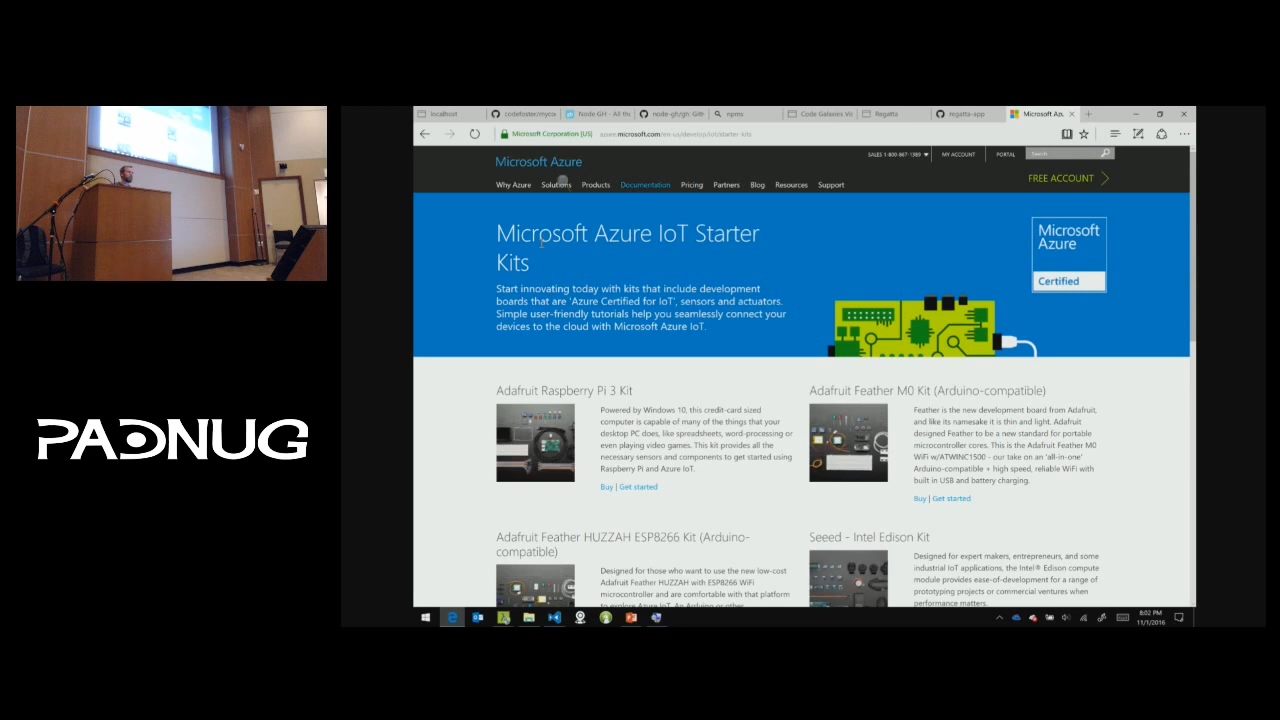 PADNUG
localhost
codefoster/myco
Node GH - All th
node-gh/gh: Git
npms
Code Galaxies Vis
Regatta
regatta-app
Microsoft Az
Microsoft Corporation [US]
azure.microsoft.com/en-us/develop/iot/starter-kits
Microsoft Azure
SALES 1-800-867-1389
MY ACCOUNT
PORTAL
Search
FREE ACCOUNT
Why Azure
Solutions
Products
Documentation
Pricing
Partners
Blog
Resources
Support
Microsoft Azure IoT Starter
Kits
Start innovating today with kits that include development
boards that are 'Azure Certified for IoT', sensors and actuators.
Simple user-friendly tutorials help you seamlessly connect your
devices to the cloud with Microsoft Azure IoT.
Microsoft
Azure
Certified
Adafruit Raspberry Pi 3 Kit
Powered by Windows 10, this credit-card sized
computer is capable of many of the things that your
desktop PC does, like spreadsheets, word-processing or
even playing video games. This kit provides all the
necessary sensors and components to get started using
Raspberry Pi and Azure IoT.
Buy | Get started
Adafruit Feather M0 Kit (Arduino-compatible)
Feather is the new development board from Adafruit,
and like its namesake it is thin and light. Adafruit
designed Feather to be a new standard for portable
microcontroller cores. This is the Adafruit Feather M0
WiFi w/ATWINC1500 - our take on an 'all-in-one'
Arduino-compatible + high speed, reliable WiFi with
built in USB and battery charging.
Buy | Get started
Adafruit Feather HUZZAH ESP8266 Kit (Arduino-
compatible)
Designed for those who want to use the new low-cost
Adafruit Feather HUZZAH with ESP8266 WiFi
microcontroller and are comfortable with that platform
to explore Azure IoT. An Arduino or other
Seeed - Intel Edison Kit
Designed for expert makers, entrepreneurs, and some
industrial IoT applications, the Intel® Edison compute
module provides ease-of-development for a range of
prototyping projects or commercial ventures when
performance matters.
8:02 PM
11/1/2016